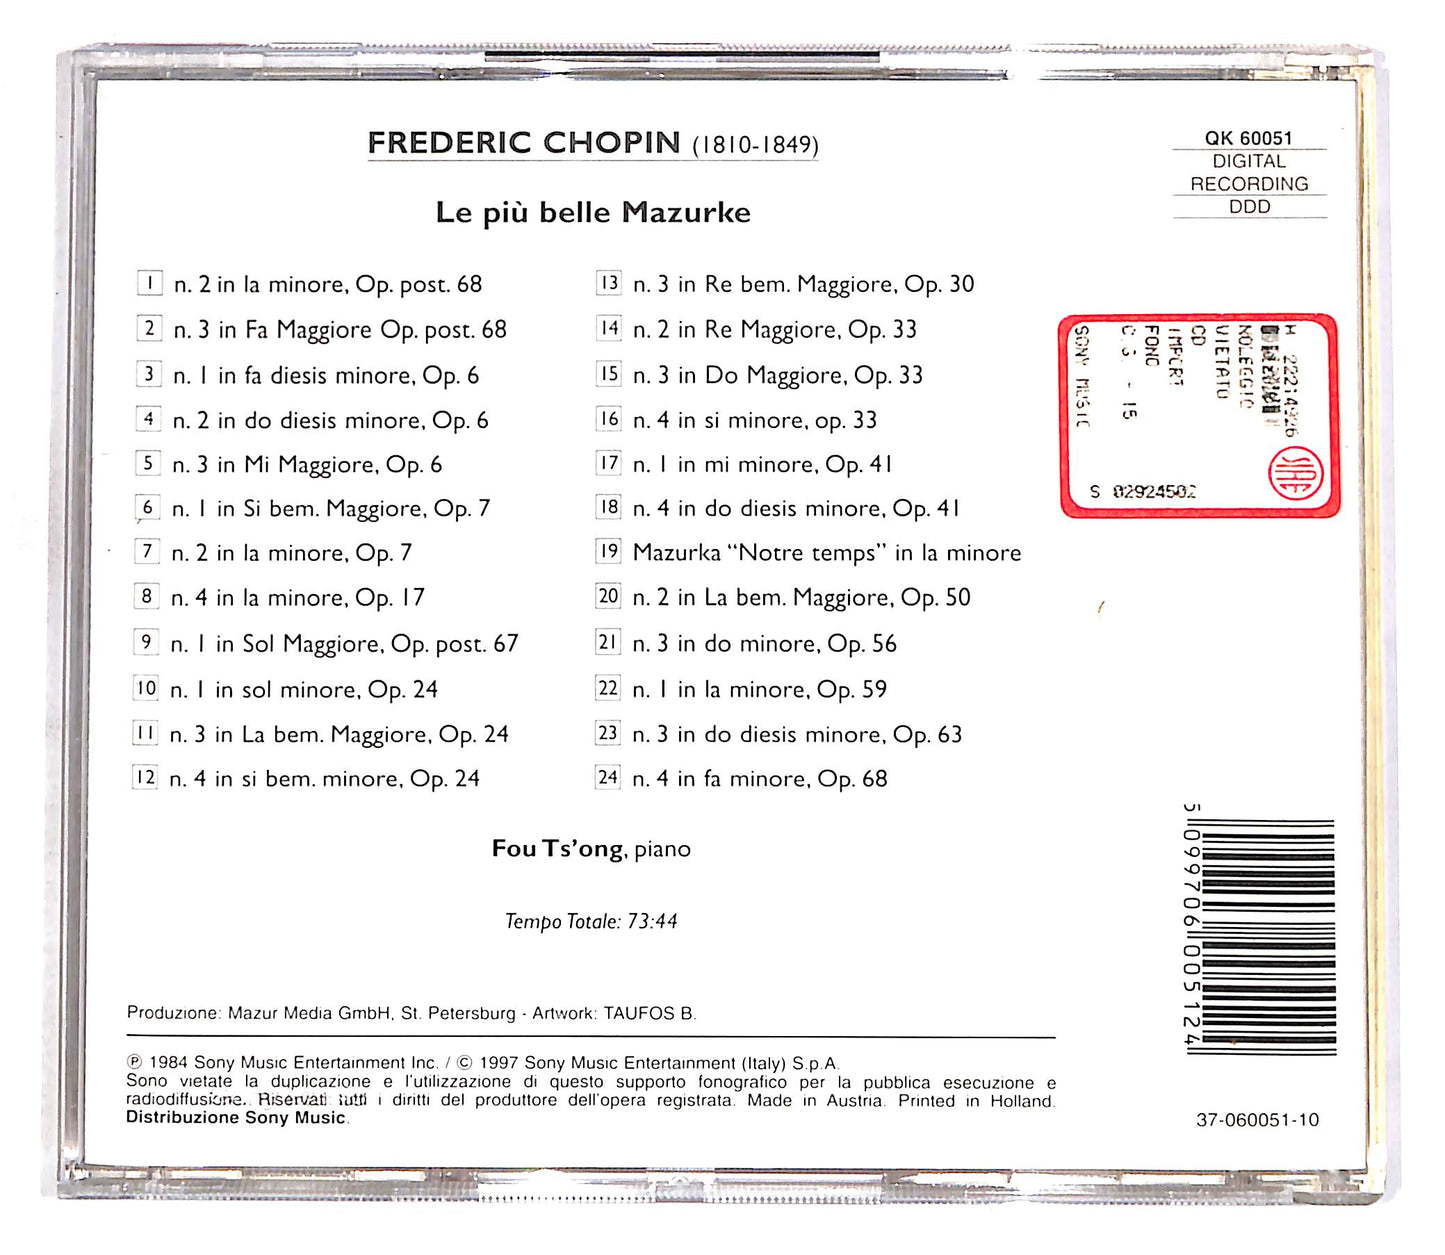 FREDERIC CHOPIN (1810-1849)
Le più belle Mazurke
QK 60051
DIGITAL
RECORDING
DDD
1 n. 2 in la minore, Op. post. 68
2 n. 3 in Fa Maggiore Op. post. 68
3 n. 1 in fa diesis minore, Op. 6
4 n. 2 in do diesis minore, Op. 6
5 n. 3 in Mi Maggiore, Op. 6
6 n. 1 in Si bem. Maggiore, Op. 7
7 n. 2 in la minore, Op. 7
8 n. 4 in la minore, Op. 17
9 n. 1 in Sol Maggiore, Op. post. 67
10 n. 1 in sol minore, Op. 24
11 n. 3 in La bem. Maggiore, Op. 24
12 n. 4 in si bem. minore, Op. 24
13 n. 3 in Re bem. Maggiore, Op. 30
14 n. 2 in Re Maggiore, Op. 33
15 n. 3 in Do Maggiore, Op. 33
16 n. 4 in si minore, op. 33
17 n. 1 in mi minore, Op. 41
18 n. 4 in do diesis minore, Op. 41
19 Mazurka “Notre temps” in la minore
20 n. 2 in La bem. Maggiore, Op. 50
21 n. 3 in do minore, Op. 56
22 n. 1 in la minore, Op. 59
23 n. 3 in do diesis minore, Op. 63
24 n. 4 in fa minore, Op. 68
M 22214926
NOLEGGIO
VIETATO
CD
IMPORT
FONO
C.S. - 15
SONY MUSIC
S 02924502
SIAE
Fou Ts’ong, piano
Tempo Totale: 73:44
5 099706 005124
Produzione: Mazur Media GmbH, St. Petersburg - Artwork: TAUFOS B.
℗ 1984 Sony Music Entertainment Inc. / © 1997 Sony Music Entertainment (Italy) S.p.A.
Sono vietate la duplicazione e l'utilizzazione di questo supporto fonografico per la pubblica esecuzione e
radiodiffusione. Riservati tutti i diritti del produttore dell'opera registrata. Made in Austria. Printed in Holland.
Distribuzione Sony Music.
37-060051-10